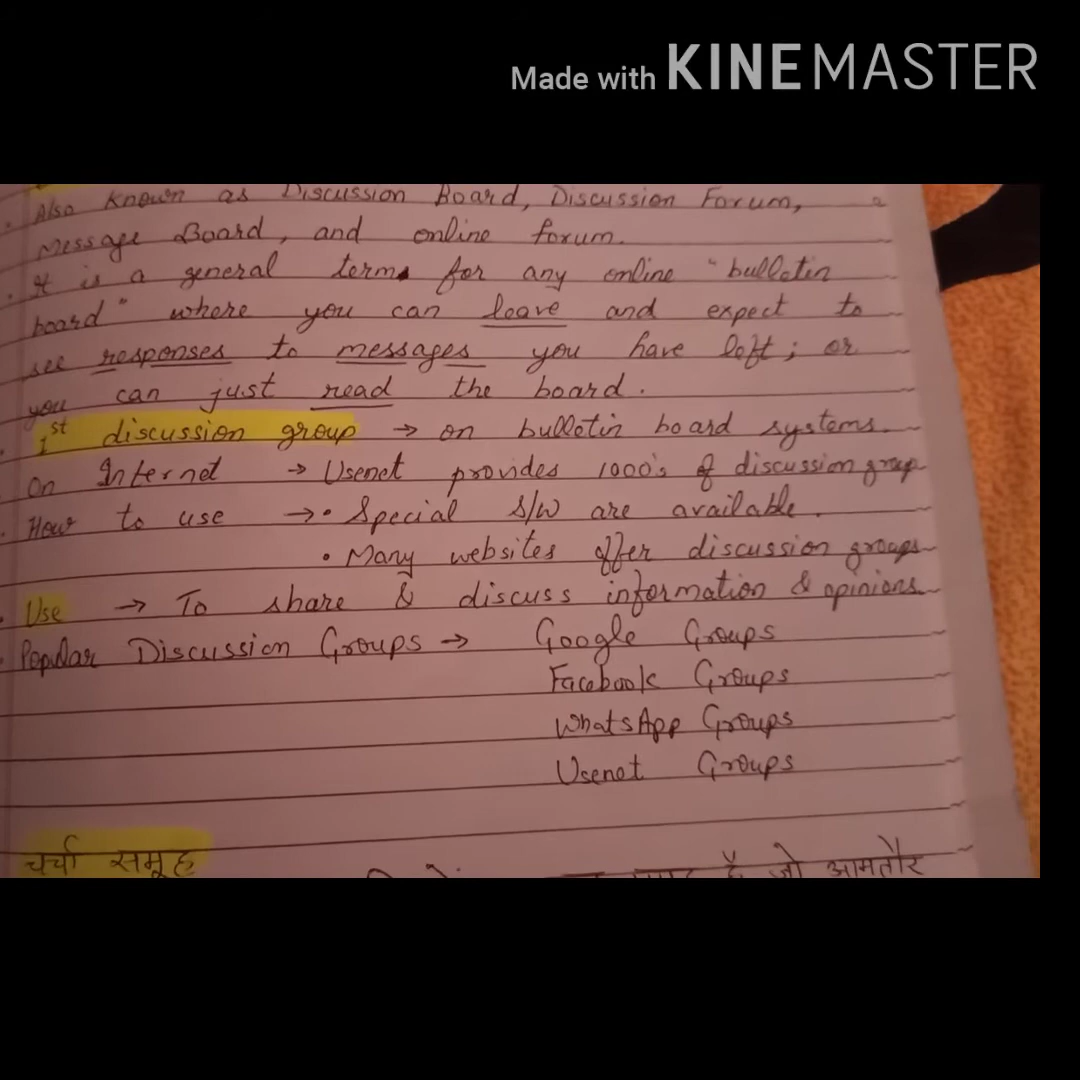 Made with KINEMASTER
Also Known as Discussion Board, Discussion Forum,
Message Board, and online forum.
It is a general term for any online "bulletin
board" where you can leave and expect to
see responses to messages you have left; or
you can just read the board.
1st discussion group → on bulletin board systems.
On Internet → Usenet provides 1000's of discussion group
How to use → • Special S/W are available.
• Many websites offer discussion groups
Use → To share & discuss information & opinions.
Popular Discussion Groups → Google Groups
Facebook Groups
WhatsApp Groups
Usenet Groups
चर्चा समूह
है जो आमतौर